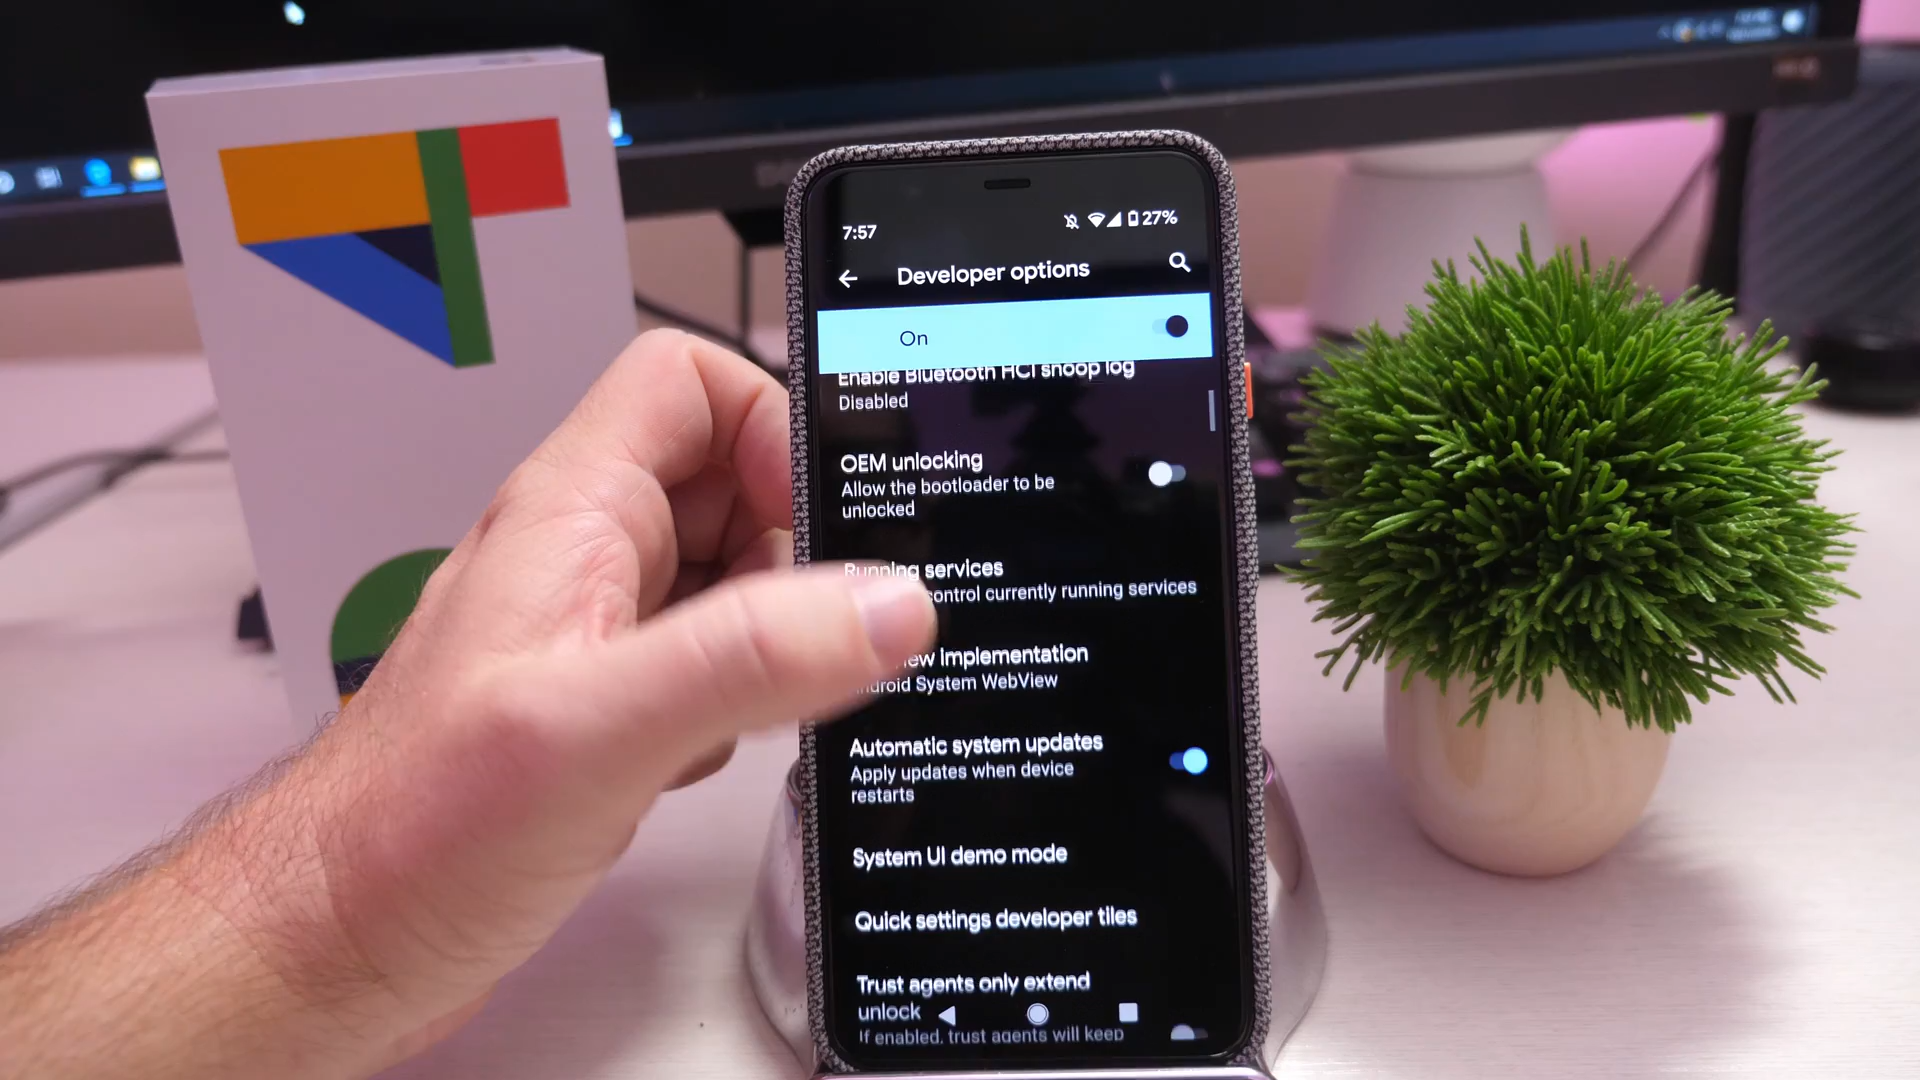 7:57
27%
Developer options
On
Enable Bluetooth HCI snoop log
Disabled
OEM unlocking
Allow the bootloader to be
unlocked
Running services
control currently running services
Implementation
Android System WebView
Automatic system updates
Apply updates when device
restarts
System UI demo mode
Quick settings developer tiles
Trust agents only extend
unlock
If enabled, trust agents will keep